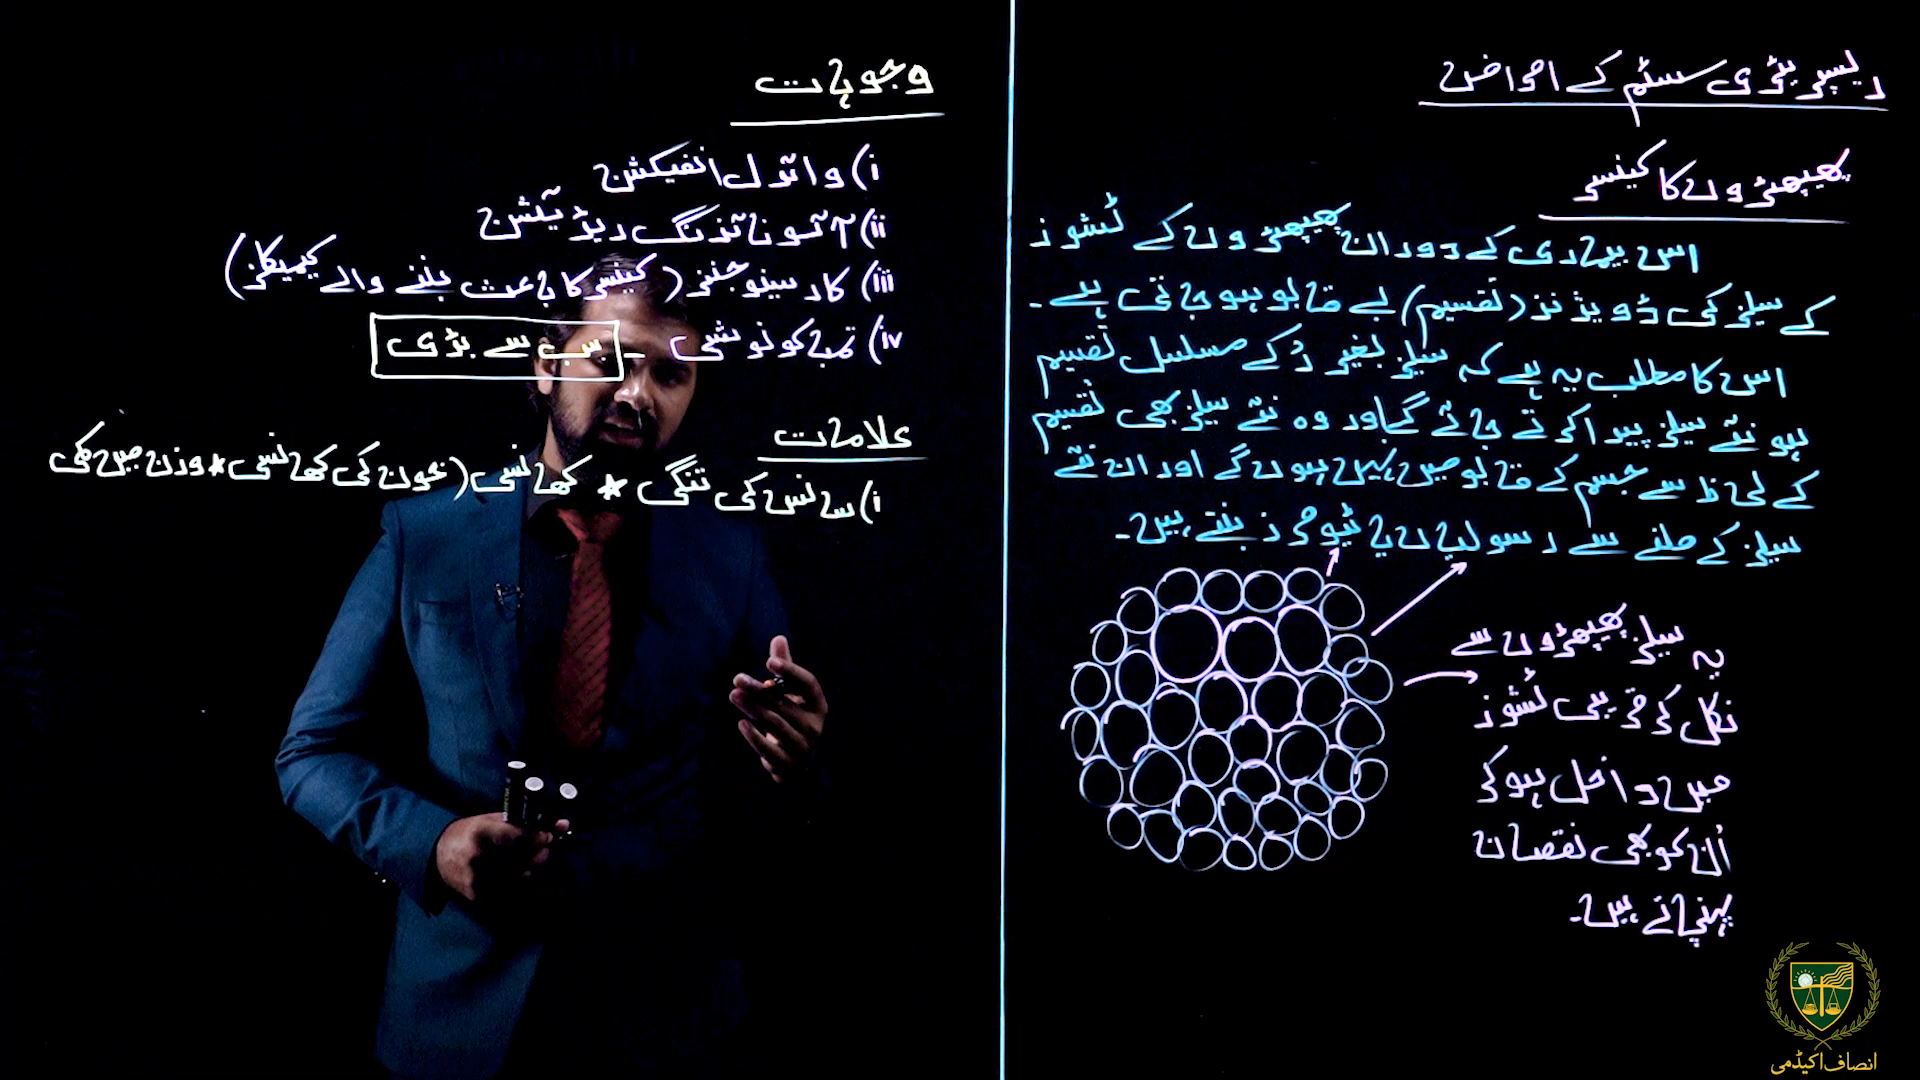 ریسپریٹری سسٹم کے امراض
پھیپھڑوں کا کینسر
اس بیماری کے دوران پھیپھڑوں کے ٹشوز
کے سیلز کی ڈویژنز (تقسیم) بے قابو ہو جاتی ہے۔
اس کا مطلب یہ ہے کہ سیلز بغیر رُکے مسلسل تقسیم
ہو نئے سیلز پیدا کرتے جائے گے اور وہ نئے سیلز بھی تقسیم
کے لحاظ سے جسم کے قابو میں نہیں ہوں گے اور ان نئے
سیلز کے ملنے سے رسولیاں یا ٹیومرز بنتے ہیں۔
یہ سیلز پھیپھڑوں سے
نکل کر قریبی ٹشوز
میں داخل ہو کر
اُن کو بھی نقصان
پہنچاتے ہیں۔
وجوہات
i) وائرل انفیکشن
ii) آئیونائزنگ ریڈیشن
iii) کارسینوجنز (کینسر کا باعث بننے والے کیمیکلز)
iv) تمباکو نوشی - سب سے بڑی
علامات
i) سانس کی تنگی * کھانسی (خون کی کھانسی * وزن میں کمی
انصاف اکیڈمی